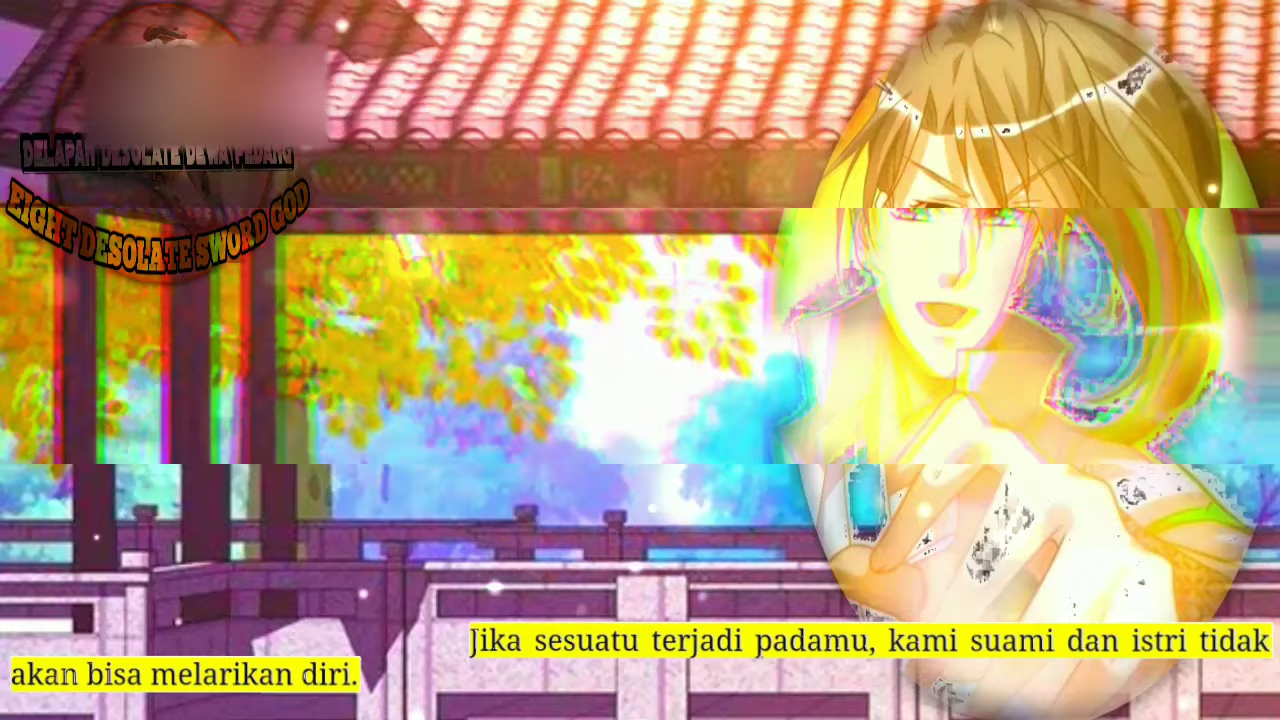 DELAPAN DESOLATE DEWA PEDANG
EIGHT DESOLATE SWORD GOD
Jika sesuatu terjadi padamu, kami suami dan istri tidak
akan bisa melarikan diri.